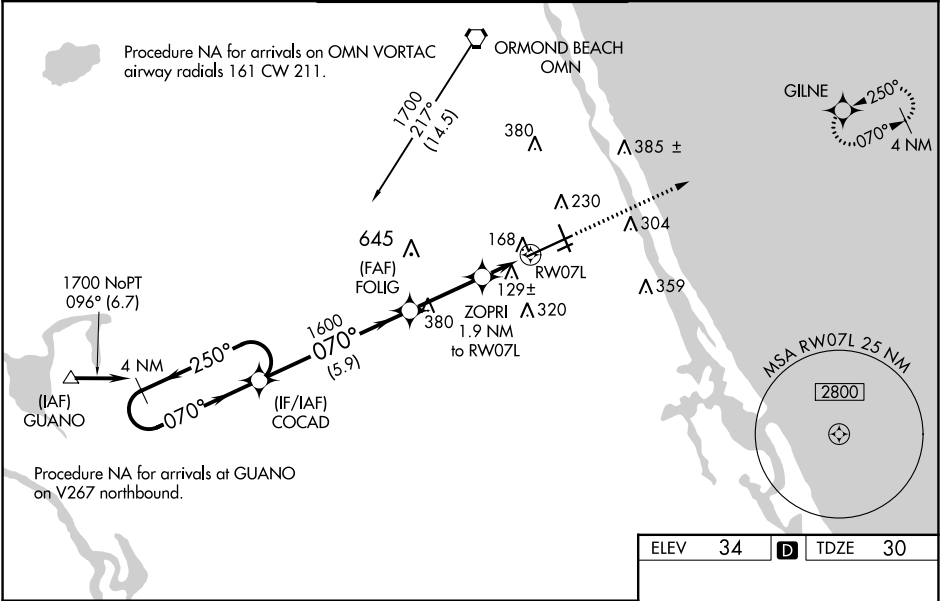 Procedure NA for arrivals on OMN VORTAC
airway radials 161 CW 211.
ORMOND BEACH
OMN
1700
217°
(14.5)
GILNE
250°
070°
4 NM
380
385 ±
230
304
645
168
(FAF)
FOLIG
RW07L
129±
359
320
380
ZOPRI
1.9 NM
to RW07L
1700 NoPT
096° (6.7)
1600
070°
(5.9)
4 NM
250°
070°
(IAF)
GUANO
(IF/IAF)
COCAD
MSA RW07L 25 NM
2800
Procedure NA for arrivals at GUANO
on V267 northbound.
ELEV 34 D TDZE 30